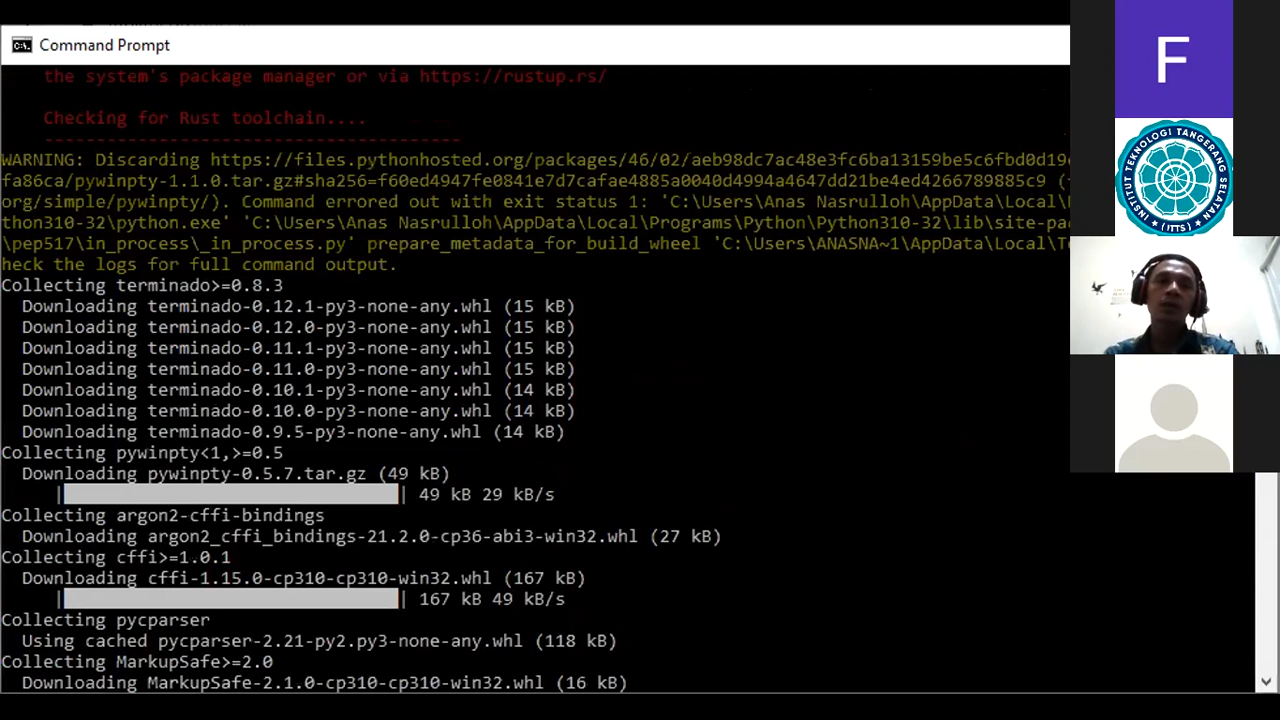 Command Prompt
the system's package manager or via https://rustup.rs/
Checking for Rust toolchain....
----------------------------------------
WARNING: Discarding https://files.pythonhosted.org/packages/46/02/aeb98dc7ac48e3fc6ba13159be5c6fbd0d19
fa86ca/pywinpty-1.1.0.tar.gz#sha256=f60ed4947fe0841e7d7cafae4885a0040d4994a4647dd21be4ed4266789885c9
org/simple/pywinpty/). Command errored out with exit status 1: 'C:\Users\Anas Nasrulloh\AppData\Local\
ython310-32\python.exe' 'C:\Users\Anas Nasrulloh\AppData\Local\Programs\Python\Python310-32\lib\site-pa
\pep517\in_process\_in_process.py' prepare_metadata_for_build_wheel 'C:\Users\ANASNA~1\AppData\Local\
heck the logs for full command output.
Collecting terminado>=0.8.3
Downloading terminado-0.12.1-py3-none-any.whl (15 kB)
Downloading terminado-0.12.0-py3-none-any.whl (15 kB)
Downloading terminado-0.11.1-py3-none-any.whl (15 kB)
Downloading terminado-0.11.0-py3-none-any.whl (15 kB)
Downloading terminado-0.10.1-py3-none-any.whl (14 kB)
Downloading terminado-0.10.0-py3-none-any.whl (14 kB)
Downloading terminado-0.9.5-py3-none-any.whl (14 kB)
Collecting pywinpty<1,>=0.5
Downloading pywinpty-0.5.7.tar.gz (49 kB)
| | 49 kB 29 kB/s
Collecting argon2-cffi-bindings
Downloading argon2_cffi_bindings-21.2.0-cp36-abi3-win32.whl (27 kB)
Collecting cffi>=1.0.1
Downloading cffi-1.15.0-cp310-cp310-win32.whl (167 kB)
| | 167 kB 49 kB/s
Collecting pycparser
Using cached pycparser-2.21-py2.py3-none-any.whl (118 kB)
Collecting MarkupSafe>=2.0
Downloading MarkupSafe-2.1.0-cp310-cp310-win32.whl (16 kB)
F
INSTITUT TEKNOLOGI TANGERANG SELATAN
(ITTS)